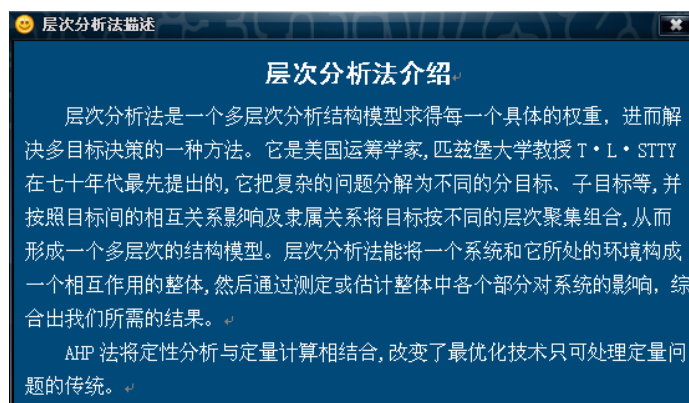 层次分析法描述
层次分析法介绍
层次分析法是一个多层次分析结构模型求得每一个具体的权重，进而解
决多目标决策的一种方法。它是美国运筹学家,匹兹堡大学教授 T·L·STTY
在七十年代最先提出的,它把复杂的问题分解为不同的分目标、子目标等,并
按照目标间的相互关系影响及隶属关系将目标按不同的层次聚集组合,从而
形成一个多层次的结构模型。层次分析法能将一个系统和它所处的环境构成
一个相互作用的整体,然后通过测定或估计整体中各个部分对系统的影响，综
合出我们所需的结果。
AHP 法将定性分析与定量计算相结合,改变了最优化技术只可处理定量问
题的传统。